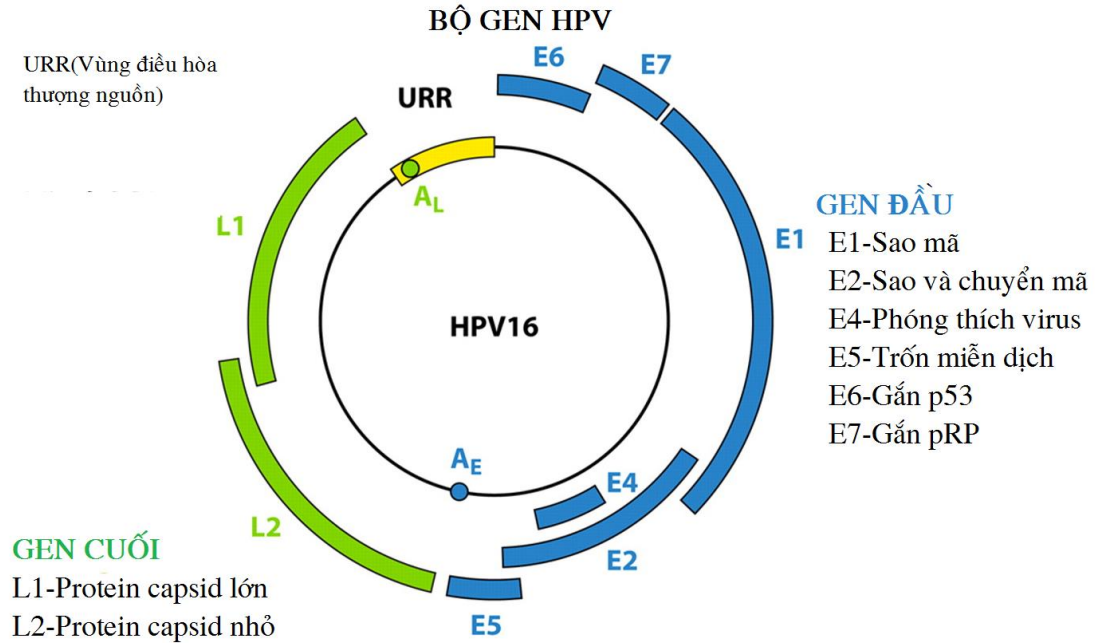 BỘ GEN HPV
URR(Vùng điều hòa
thượng nguồn)
E6
E7
URR
A_L
L1
E1
HPV16
GEN ĐẦU
E1-Sao mã
E2-Sao và chuyển mã
E4-Phóng thích virus
E5-Trốn miễn dịch
E6-Gắn p53
E7-Gắn pRP
A_E
E4
L2
E2
E5
GEN CUỐI
L1-Protein capsid lớn
L2-Protein capsid nhỏ